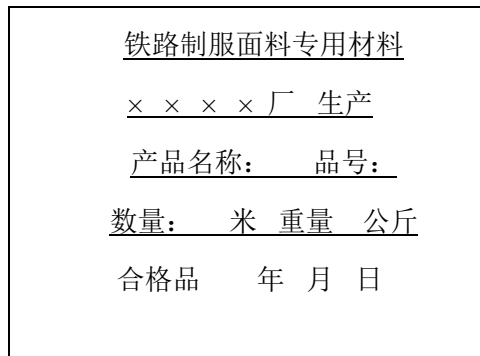 铁路制服面料专用材料
× × × × 厂 生产
产品名称： 品号：
数量： 米 重量 公斤
合格品 年 月 日